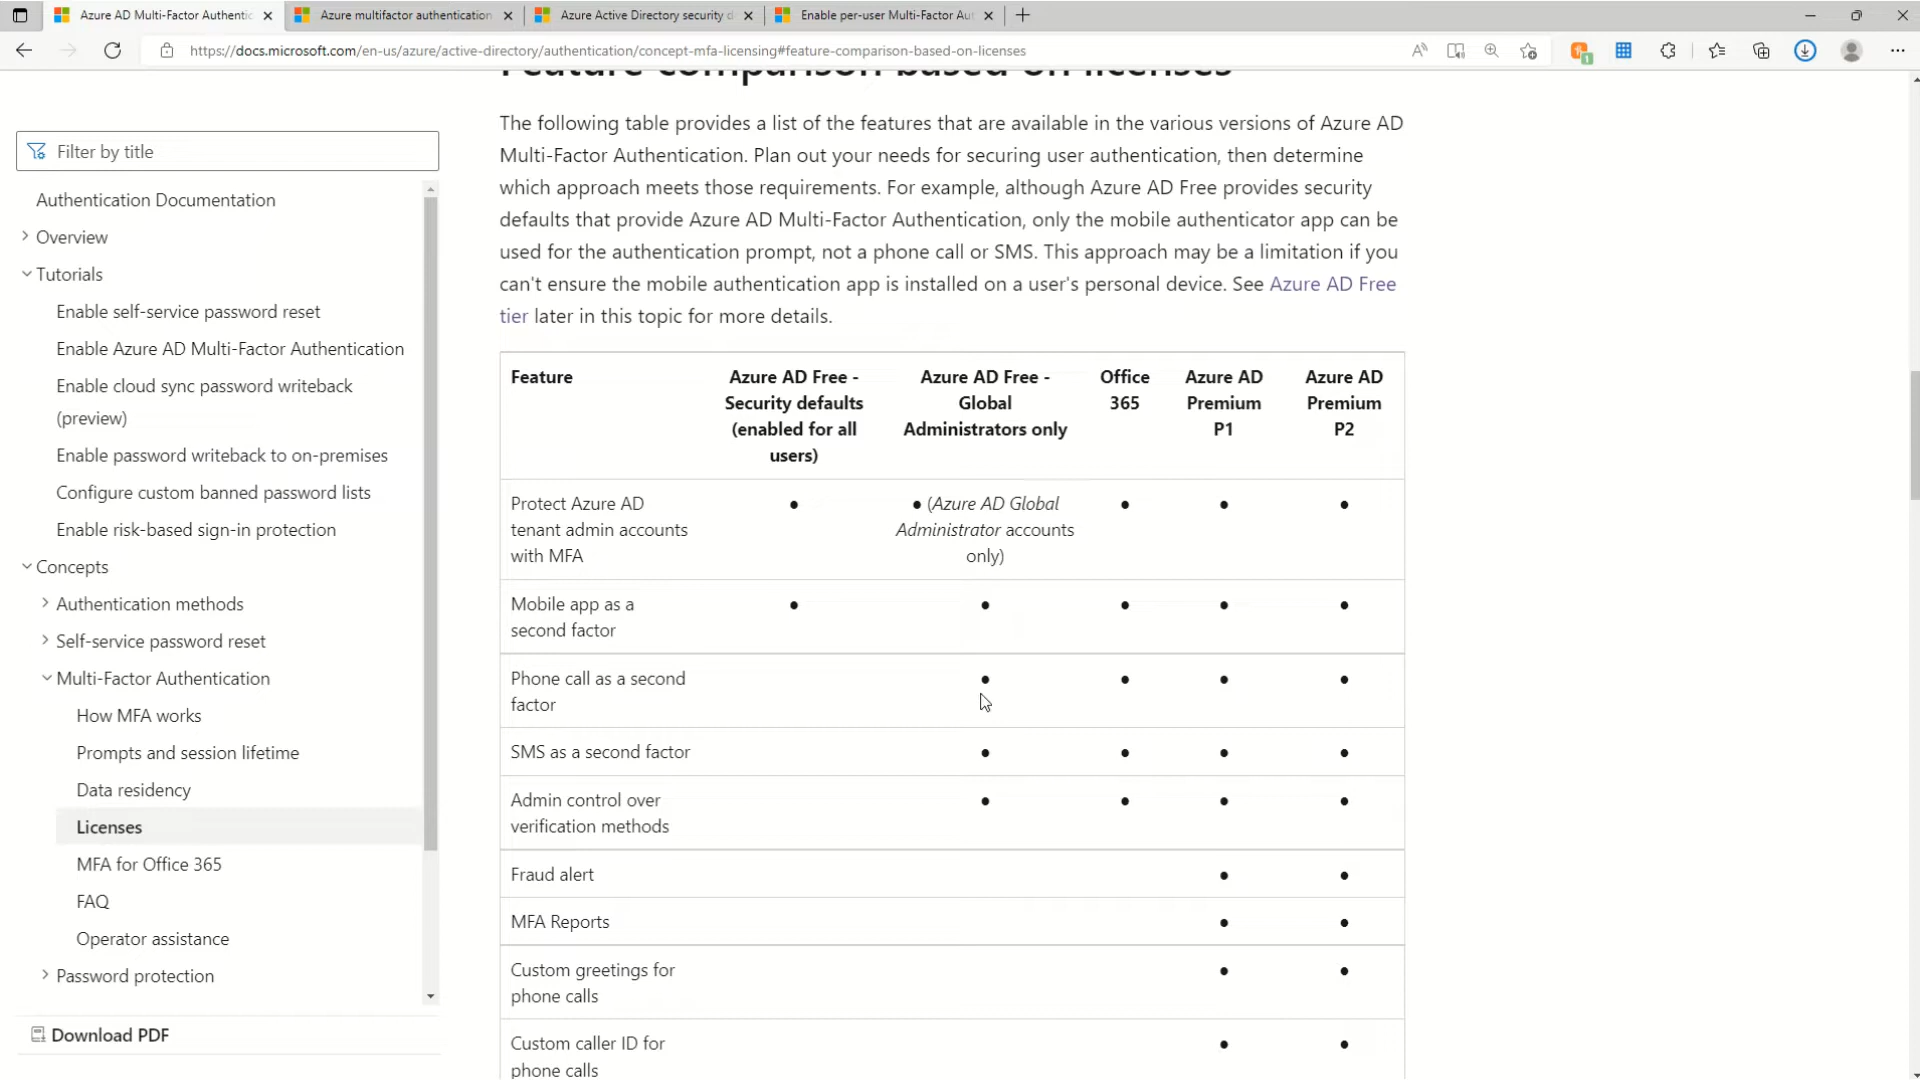 Azure AD Multi-Factor Authentic
Azure multifactor authentication
Azure Active Directory security d
Enable per-user Multi-Factor Aut
https://docs.microsoft.com/en-us/azure/active-directory/authentication/concept-mfa-licensing#feature-comparison-based-on-licenses
1
Filter by title
Authentication Documentation
Overview
Tutorials
Enable self-service password reset
Enable Azure AD Multi-Factor Authentication
Enable cloud sync password writeback
(preview)
Enable password writeback to on-premises
Configure custom banned password lists
Enable risk-based sign-in protection
Concepts
Authentication methods
Self-service password reset
Multi-Factor Authentication
How MFA works
Prompts and session lifetime
Data residency
Licenses
MFA for Office 365
FAQ
Operator assistance
Password protection
Download PDF
Feature comparison based on licenses
The following table provides a list of the features that are available in the various versions of Azure AD
Multi-Factor Authentication. Plan out your needs for securing user authentication, then determine
which approach meets those requirements. For example, although Azure AD Free provides security
defaults that provide Azure AD Multi-Factor Authentication, only the mobile authenticator app can be
used for the authentication prompt, not a phone call or SMS. This approach may be a limitation if you
can't ensure the mobile authentication app is installed on a user's personal device. See Azure AD Free
tier later in this topic for more details.
Feature
Azure AD Free -
Security defaults
(enabled for all
users)
Azure AD Free -
Global
Administrators only
Office
365
Azure AD
Premium
P1
Azure AD
Premium
P2
Protect Azure AD
tenant admin accounts
with MFA
●
● (Azure AD Global
Administrator accounts
only)
● ● ●
Mobile app as a
second factor
● ● ● ● ●
Phone call as a second
factor
● ● ● ●
SMS as a second factor ● ● ● ●
Admin control over
verification methods
● ● ● ●
Fraud alert ● ●
MFA Reports ● ●
Custom greetings for
phone calls
● ●
Custom caller ID for
phone calls
● ●